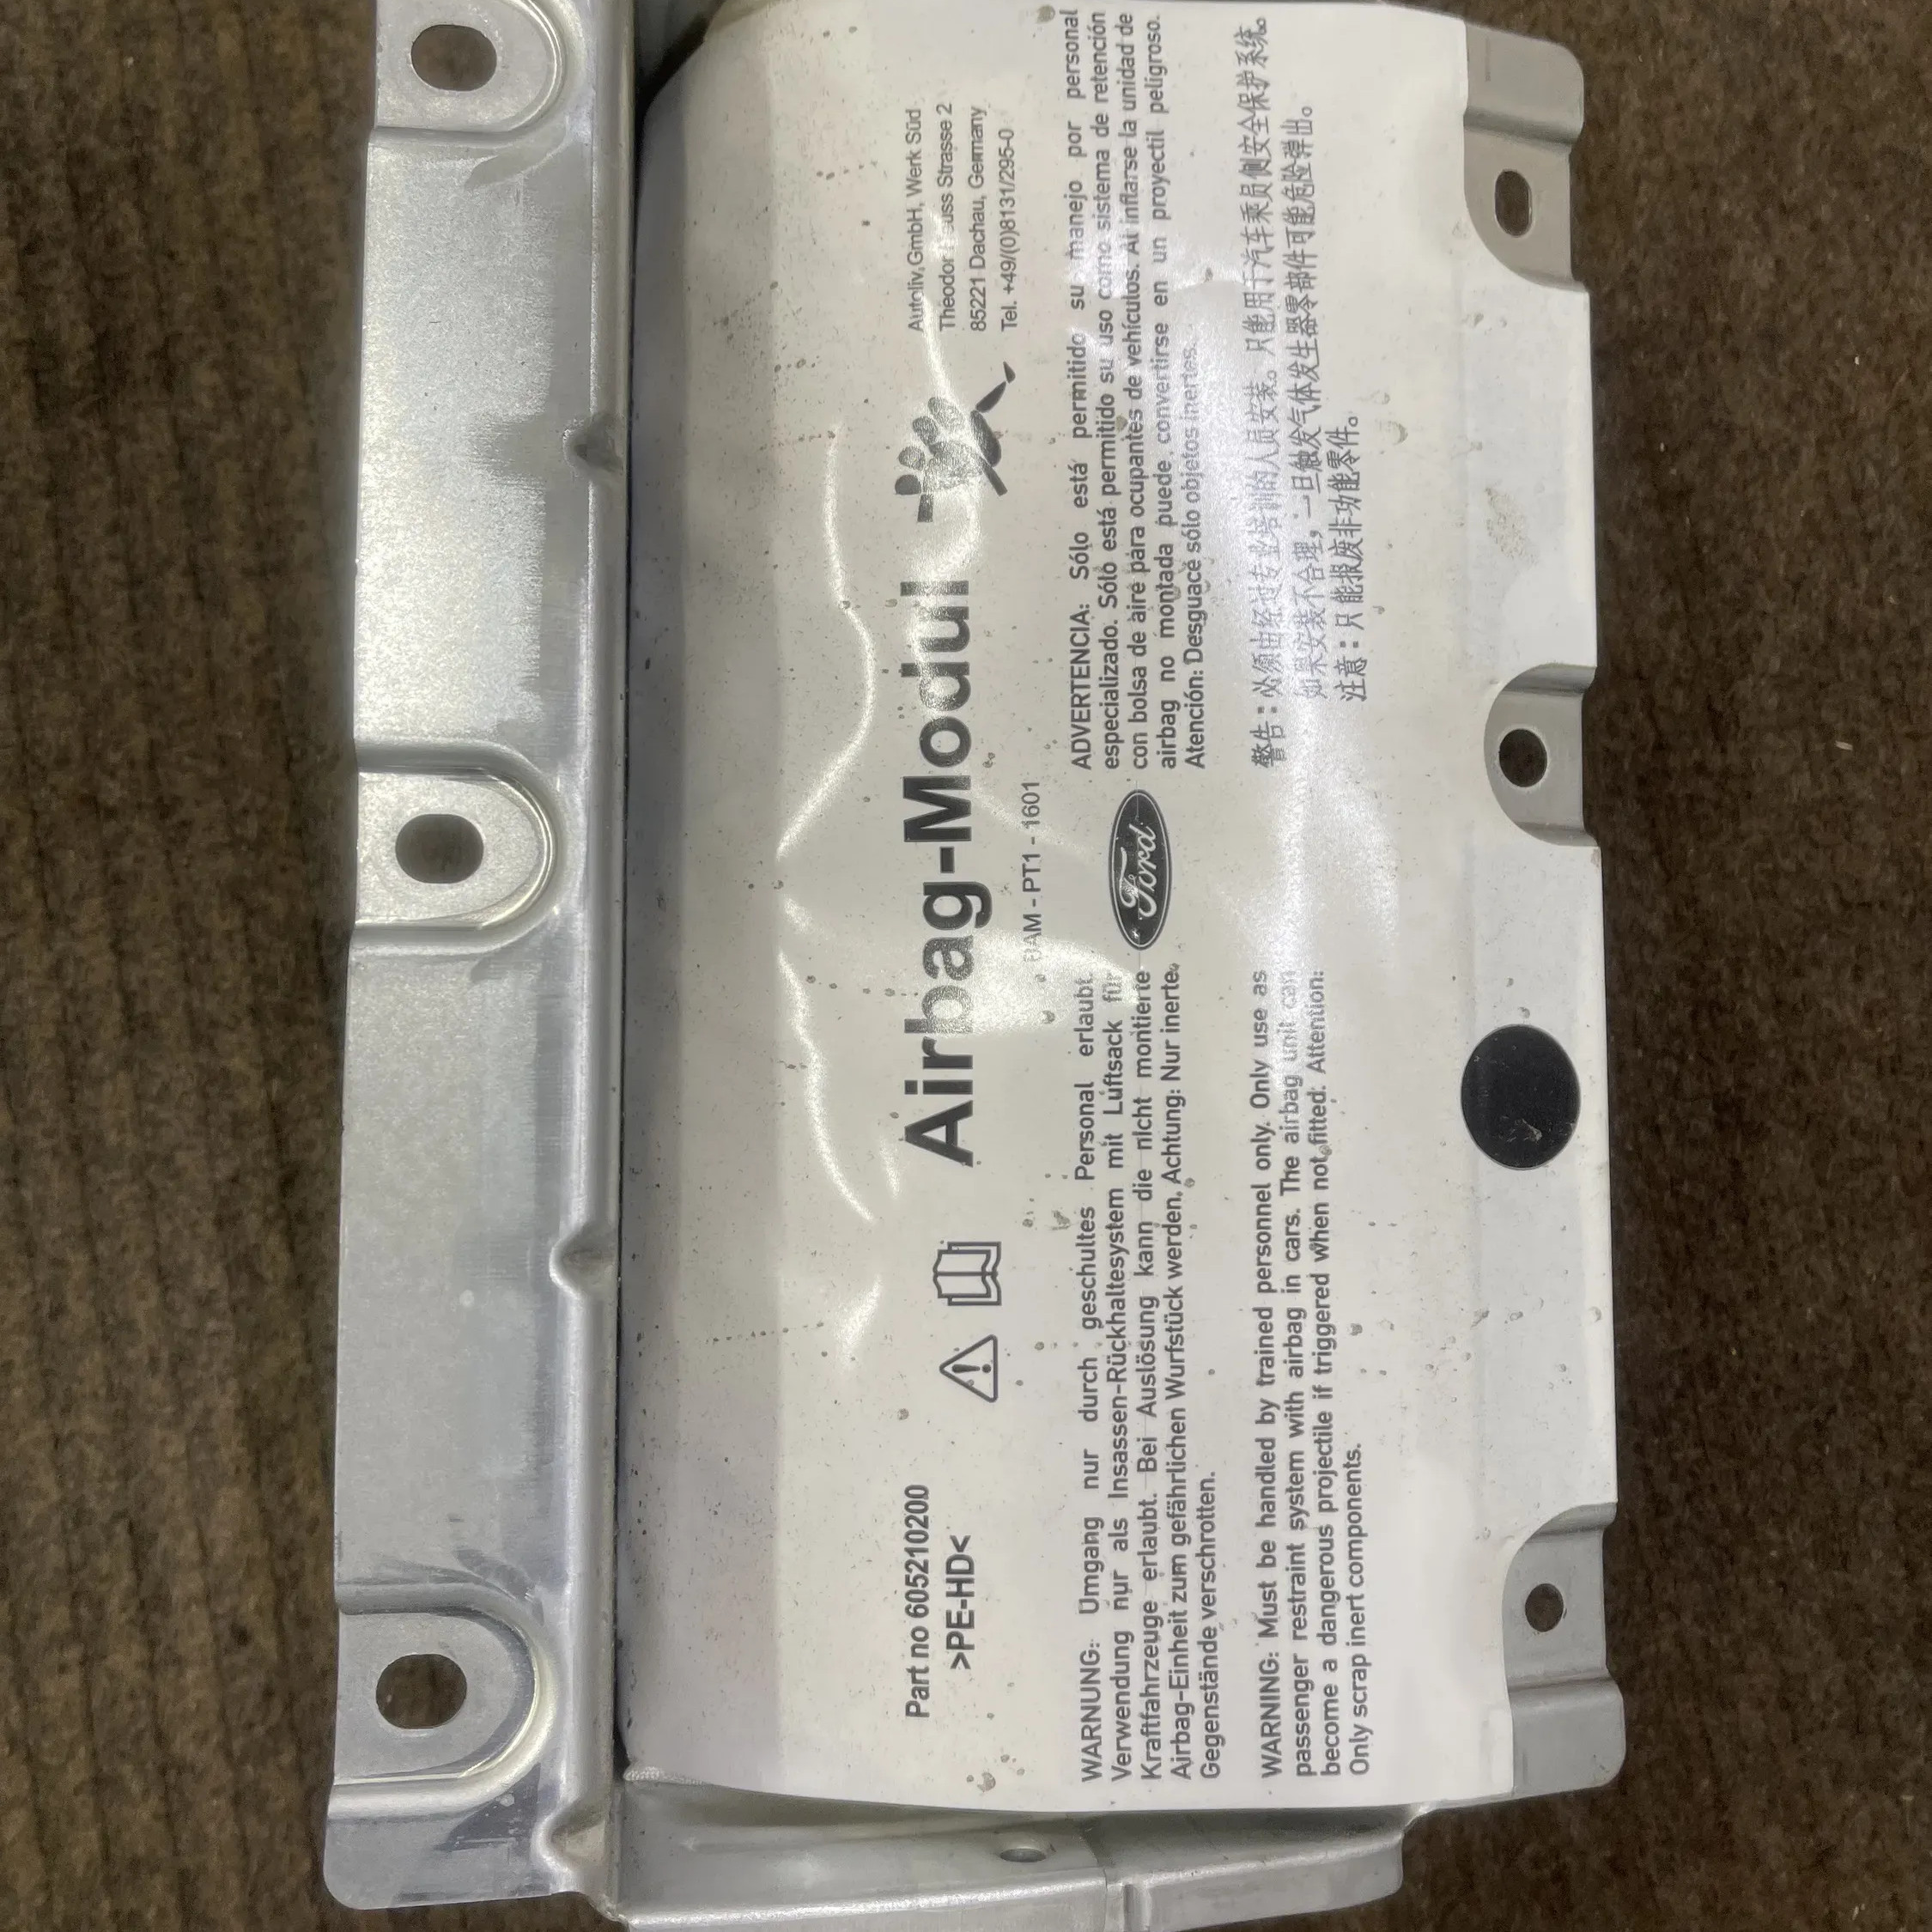 Part no 605210200
>PE-HD<
Airbag-Modul
Autoliv GmbH, Werk Süd
Theodor Strasse 2
85221 Dachau, Germany
Tel. +49/(0)8131/295-0
- PT1 - 1601
WARNUNG: Umgang nur durch geschultes Personal erlaubt.
Verwendung nur als Insassen-Rückhaltesystem mit Luftsack für
Kraftfahrzeuge erlaubt. Bei Auslösung kann die nicht montierte
Airbag-Einheit zum gefährlichen Wurfstück werden. Achtung: Nur inerte
Gegenstände verschrotten.
Ford
ADVERTENCIA: Sólo está permitido su manejo por personal
especializado. Sólo está permitido su uso como sistema de retención
con bolsa de aire para ocupantes de vehículos. Al inflarse la unidad de
airbag no montada puede convertirse en un proyectil peligroso.
Atención: Desguace sólo objetos inertes.
WARNING: Must be handled by trained personnel only. Only use as
passenger restraint system with airbag in cars. The airbag unit can
become a dangerous projectile if triggered when not fitted. Attention:
Only scrap inert components.
警告：必须由经过专业培训的人员安装。只能用于汽车乘员侧安全保护系统。
如果安装不合理，一旦触发气体发生器零部件可能危险弹出。
注意：只能报废非功能零件。